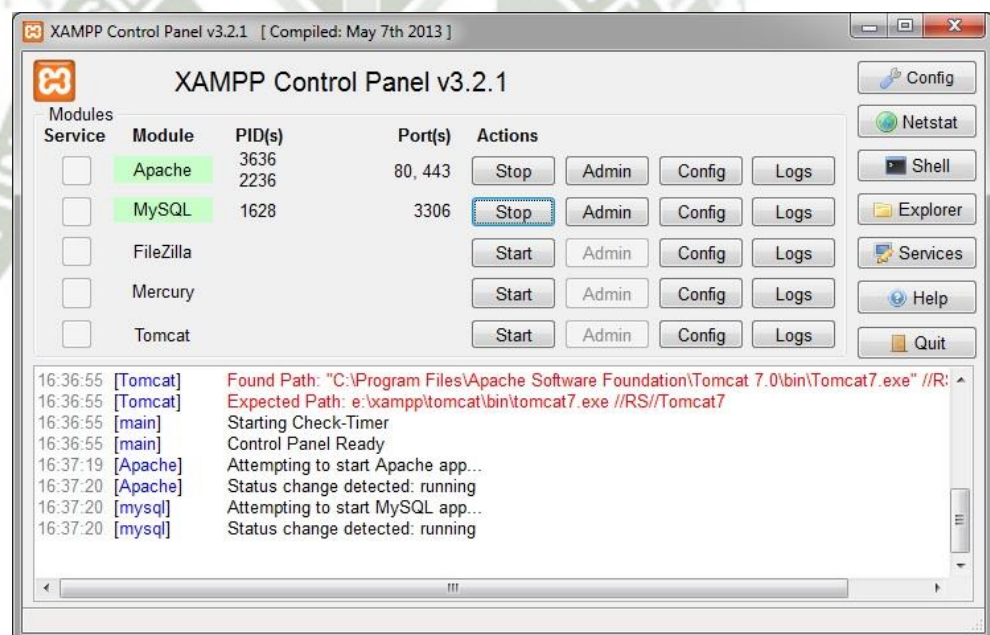 XAMPP Control Panel v3.2.1 [ Compiled: May 7th 2013 ]
XAMPP Control Panel v3.2.1
Config
Modules
Service Module PID(s) Port(s) Actions
Netstat
Apache 3636 2236 80, 443 Stop Admin Config Logs
Shell
MySQL 1628 3306 Stop Admin Config Logs
Explorer
FileZilla Start Admin Config Logs
Services
Mercury Start Admin Config Logs
Help
Tomcat Start Admin Config Logs
Quit
16:36:55 [Tomcat] Found Path: "C:\Program Files\Apache Software Foundation\Tomcat 7.0\bin\Tomcat7.exe" //R
16:36:55 [Tomcat] Expected Path: e:\xampp\tomcat\bin\tomcat7.exe //RS//Tomcat7
16:36:55 [main] Starting Check-Timer
16:36:55 [main] Control Panel Ready
16:37:19 [Apache] Attempting to start Apache app...
16:37:20 [Apache] Status change detected: running
16:37:20 [mysql] Attempting to start MySQL app...
16:37:20 [mysql] Status change detected: running